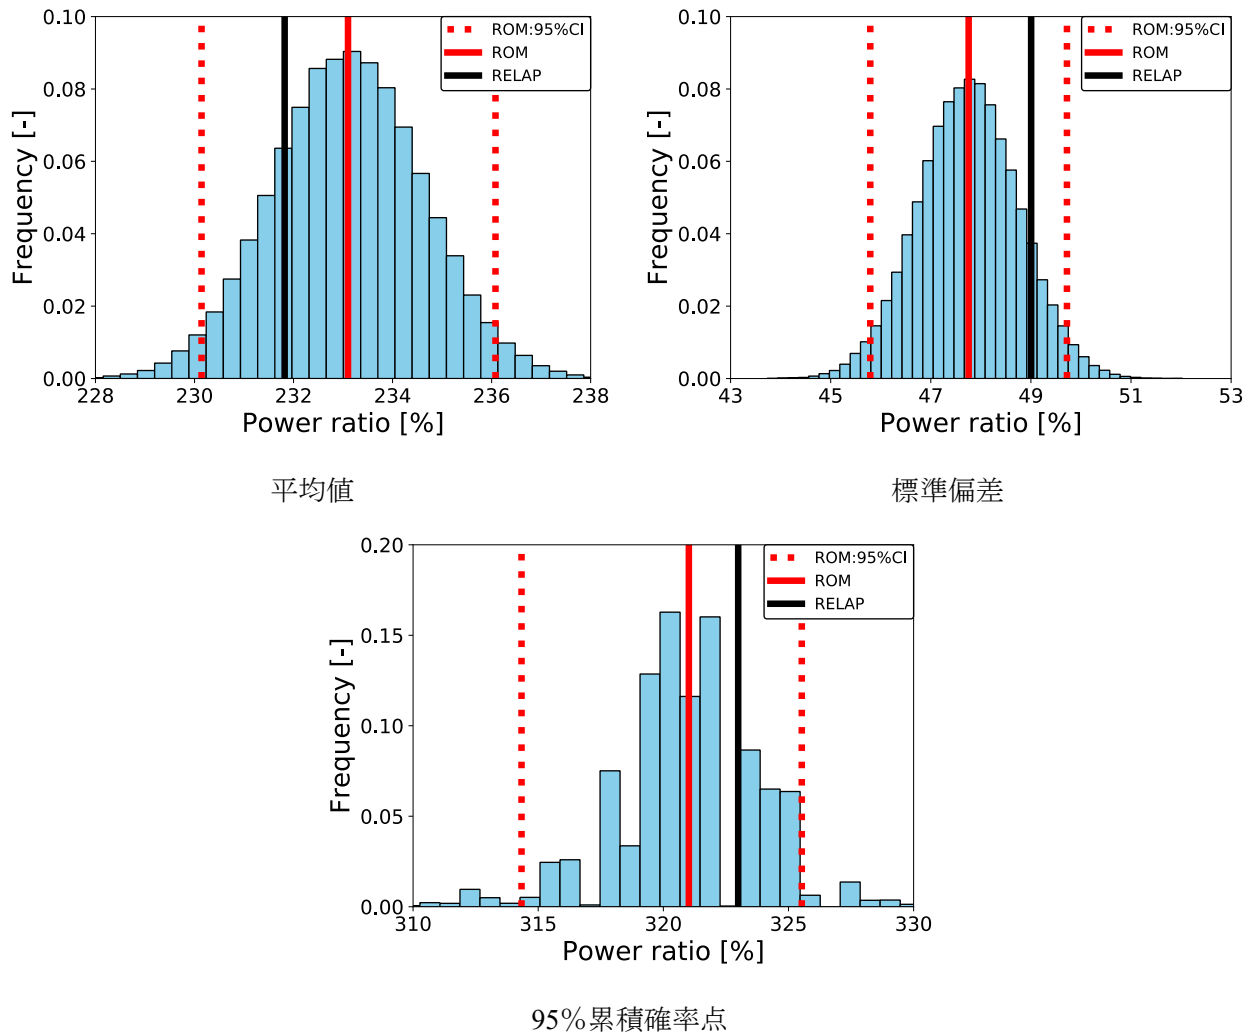 0.10
0.08
0.06
0.04
0.02
0.00
Frequency [-]
228 230 232 234 236 238
Power ratio [%]
ROM:95%CI
ROM
RELAP
平均値
0.10
0.08
0.06
0.04
0.02
0.00
Frequency [-]
43 45 47 49 51 53
Power ratio [%]
ROM:95%CI
ROM
RELAP
標準偏差
0.20
0.15
0.10
0.05
0.00
Frequency [-]
310 315 320 325 330
Power ratio [%]
ROM:95%CI
ROM
RELAP
95%累積確率点